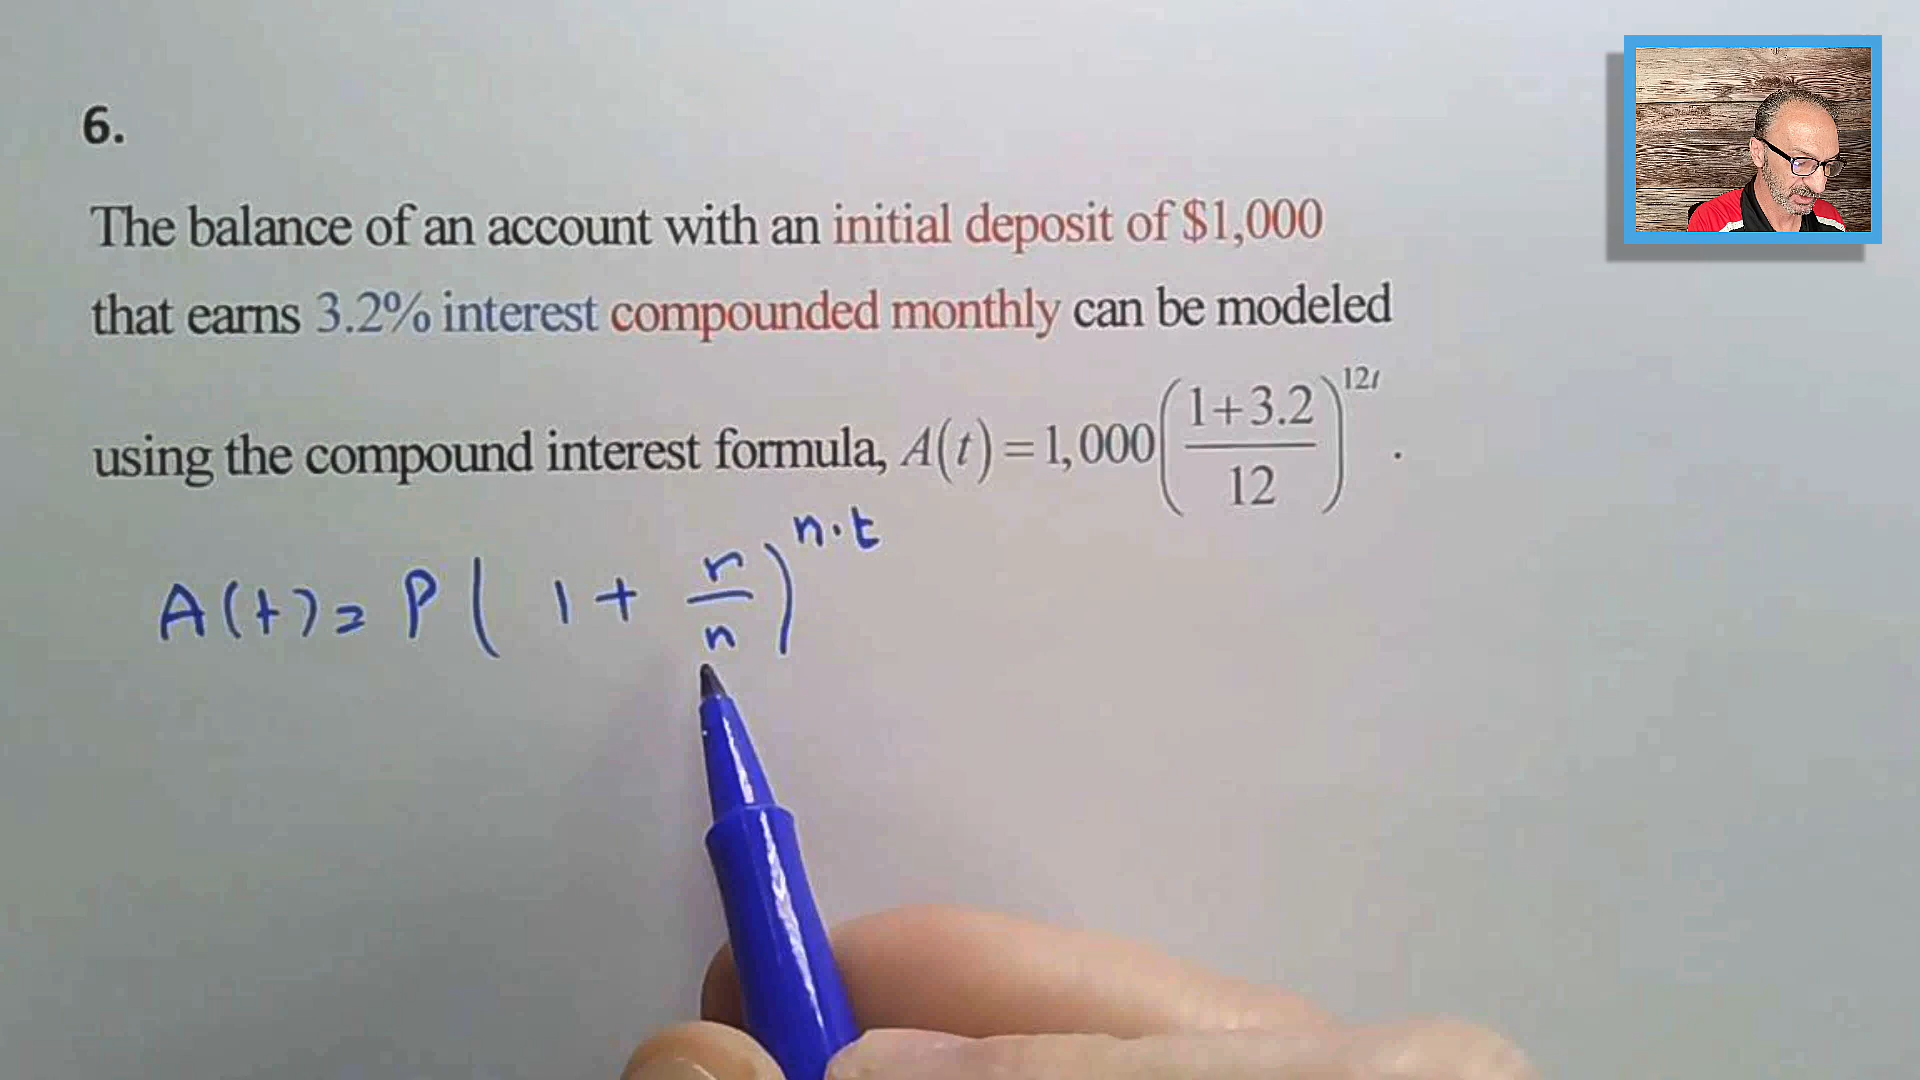 6.
The balance of an account with an initial deposit of $1,000
that earns 3.2% interest compounded monthly can be modeled
using the compound interest formula, A(t) = 1,000((1+3.2)/12)^12t .
A(t) = P(1 + r/n)^n·t